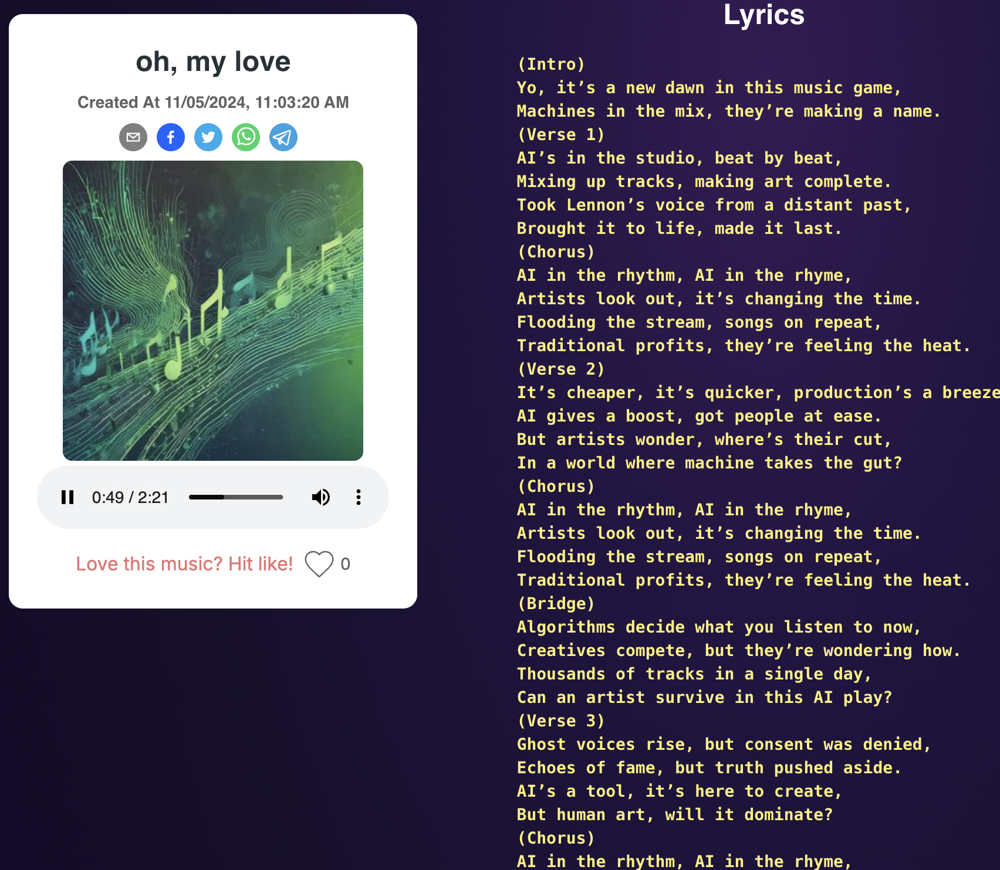 oh, my love
Created At 11/05/2024, 11:03:20 AM
0:49 / 2:21
Love this music? Hit like! 0
Lyrics
(Intro)
Yo, it’s a new dawn in this music game,
Machines in the mix, they’re making a name.
(Verse 1)
AI’s in the studio, beat by beat,
Mixing up tracks, making art complete.
Took Lennon’s voice from a distant past,
Brought it to life, made it last.
(Chorus)
AI in the rhythm, AI in the rhyme,
Artists look out, it’s changing the time.
Flooding the stream, songs on repeat,
Traditional profits, they’re feeling the heat.
(Verse 2)
It’s cheaper, it’s quicker, production’s a breeze
AI gives a boost, got people at ease.
But artists wonder, where’s their cut,
In a world where machine takes the gut?
(Chorus)
AI in the rhythm, AI in the rhyme,
Artists look out, it’s changing the time.
Flooding the stream, songs on repeat,
Traditional profits, they’re feeling the heat.
(Bridge)
Algorithms decide what you listen to now,
Creatives compete, but they’re wondering how.
Thousands of tracks in a single day,
Can an artist survive in this AI play?
(Verse 3)
Ghost voices rise, but consent was denied,
Echoes of fame, but truth pushed aside.
AI’s a tool, it’s here to create,
But human art, will it dominate?
(Chorus)
AI in the rhythm, AI in the rhyme,